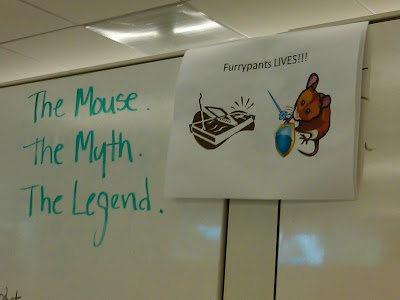 The Mouse.
The Myth.
The Legend.
Furrypants LIVES!!!